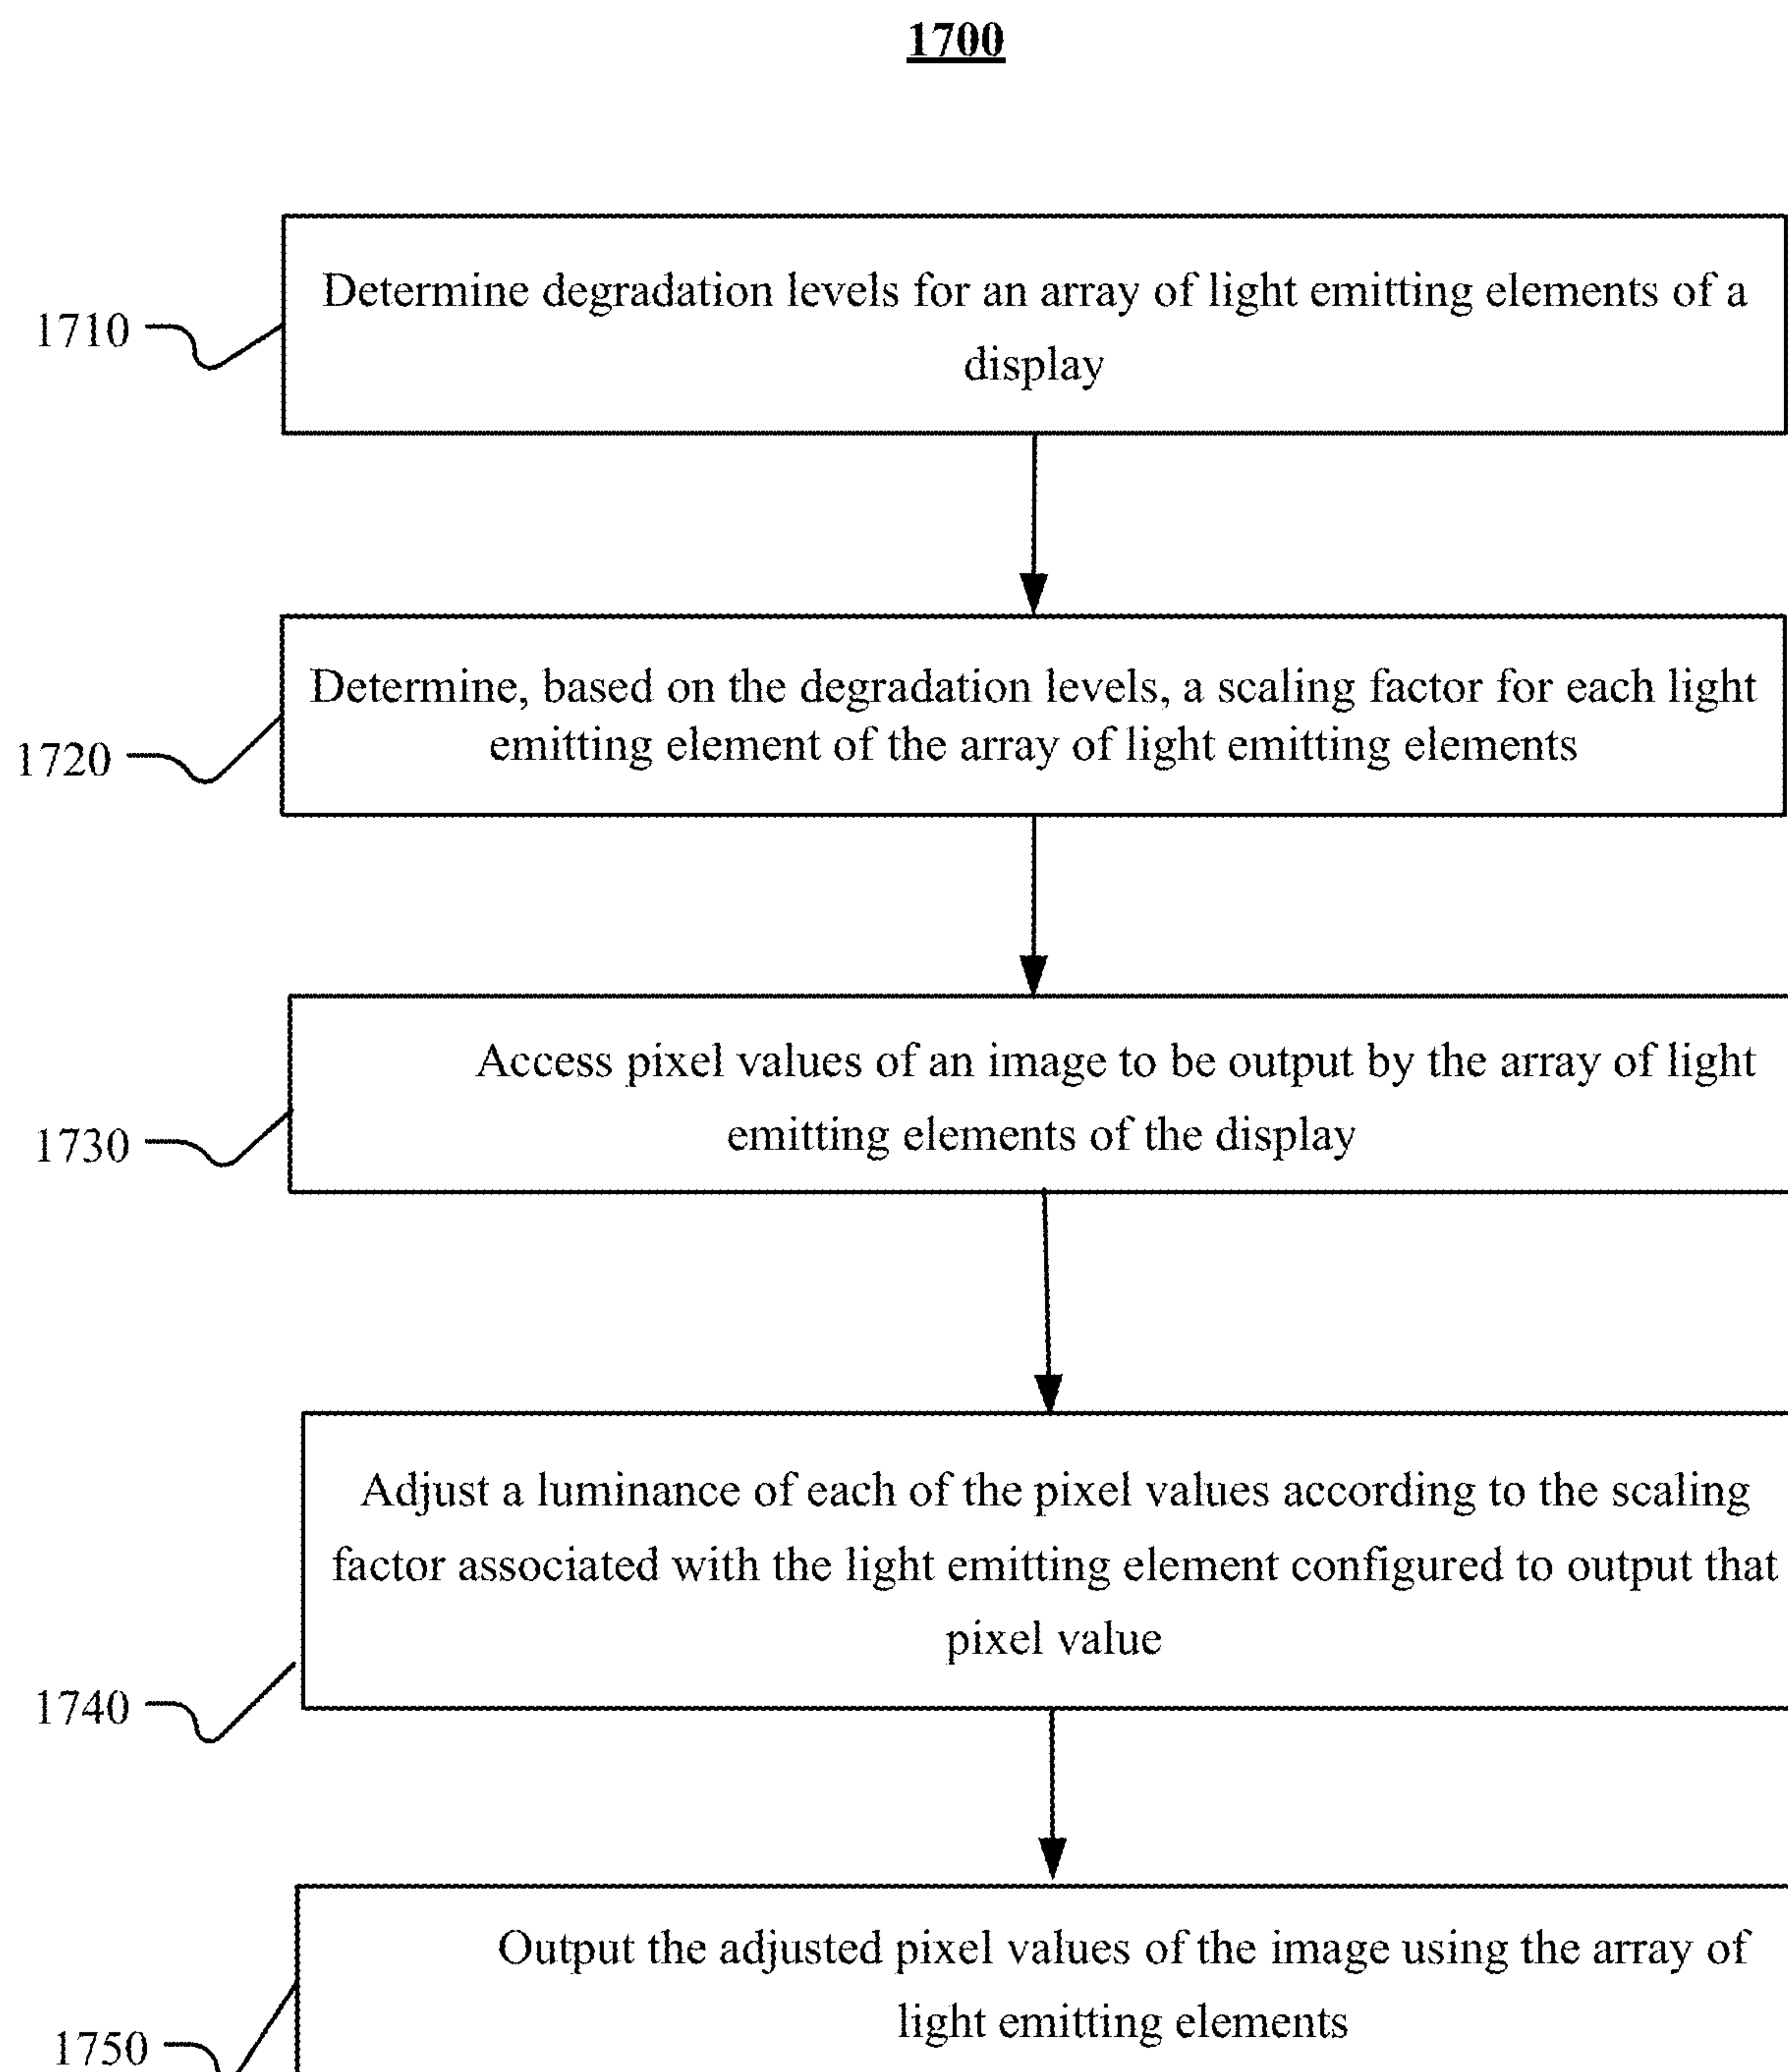 1700
Determine degradation levels for an array of light emitting elements of a
display
1710
Determine, based on the degradation levels, a scaling factor for each light
emitting element of the array of light emitting elements
1720
Access pixel values of an image to be output by the array of light
emitting elements of the display
1730
Adjust a luminance of each of the pixel values according to the scaling
factor associated with the light emitting element configured to output that
pixel value
1740
Output the adjusted pixel values of the image using the array of
light emitting elements
1750